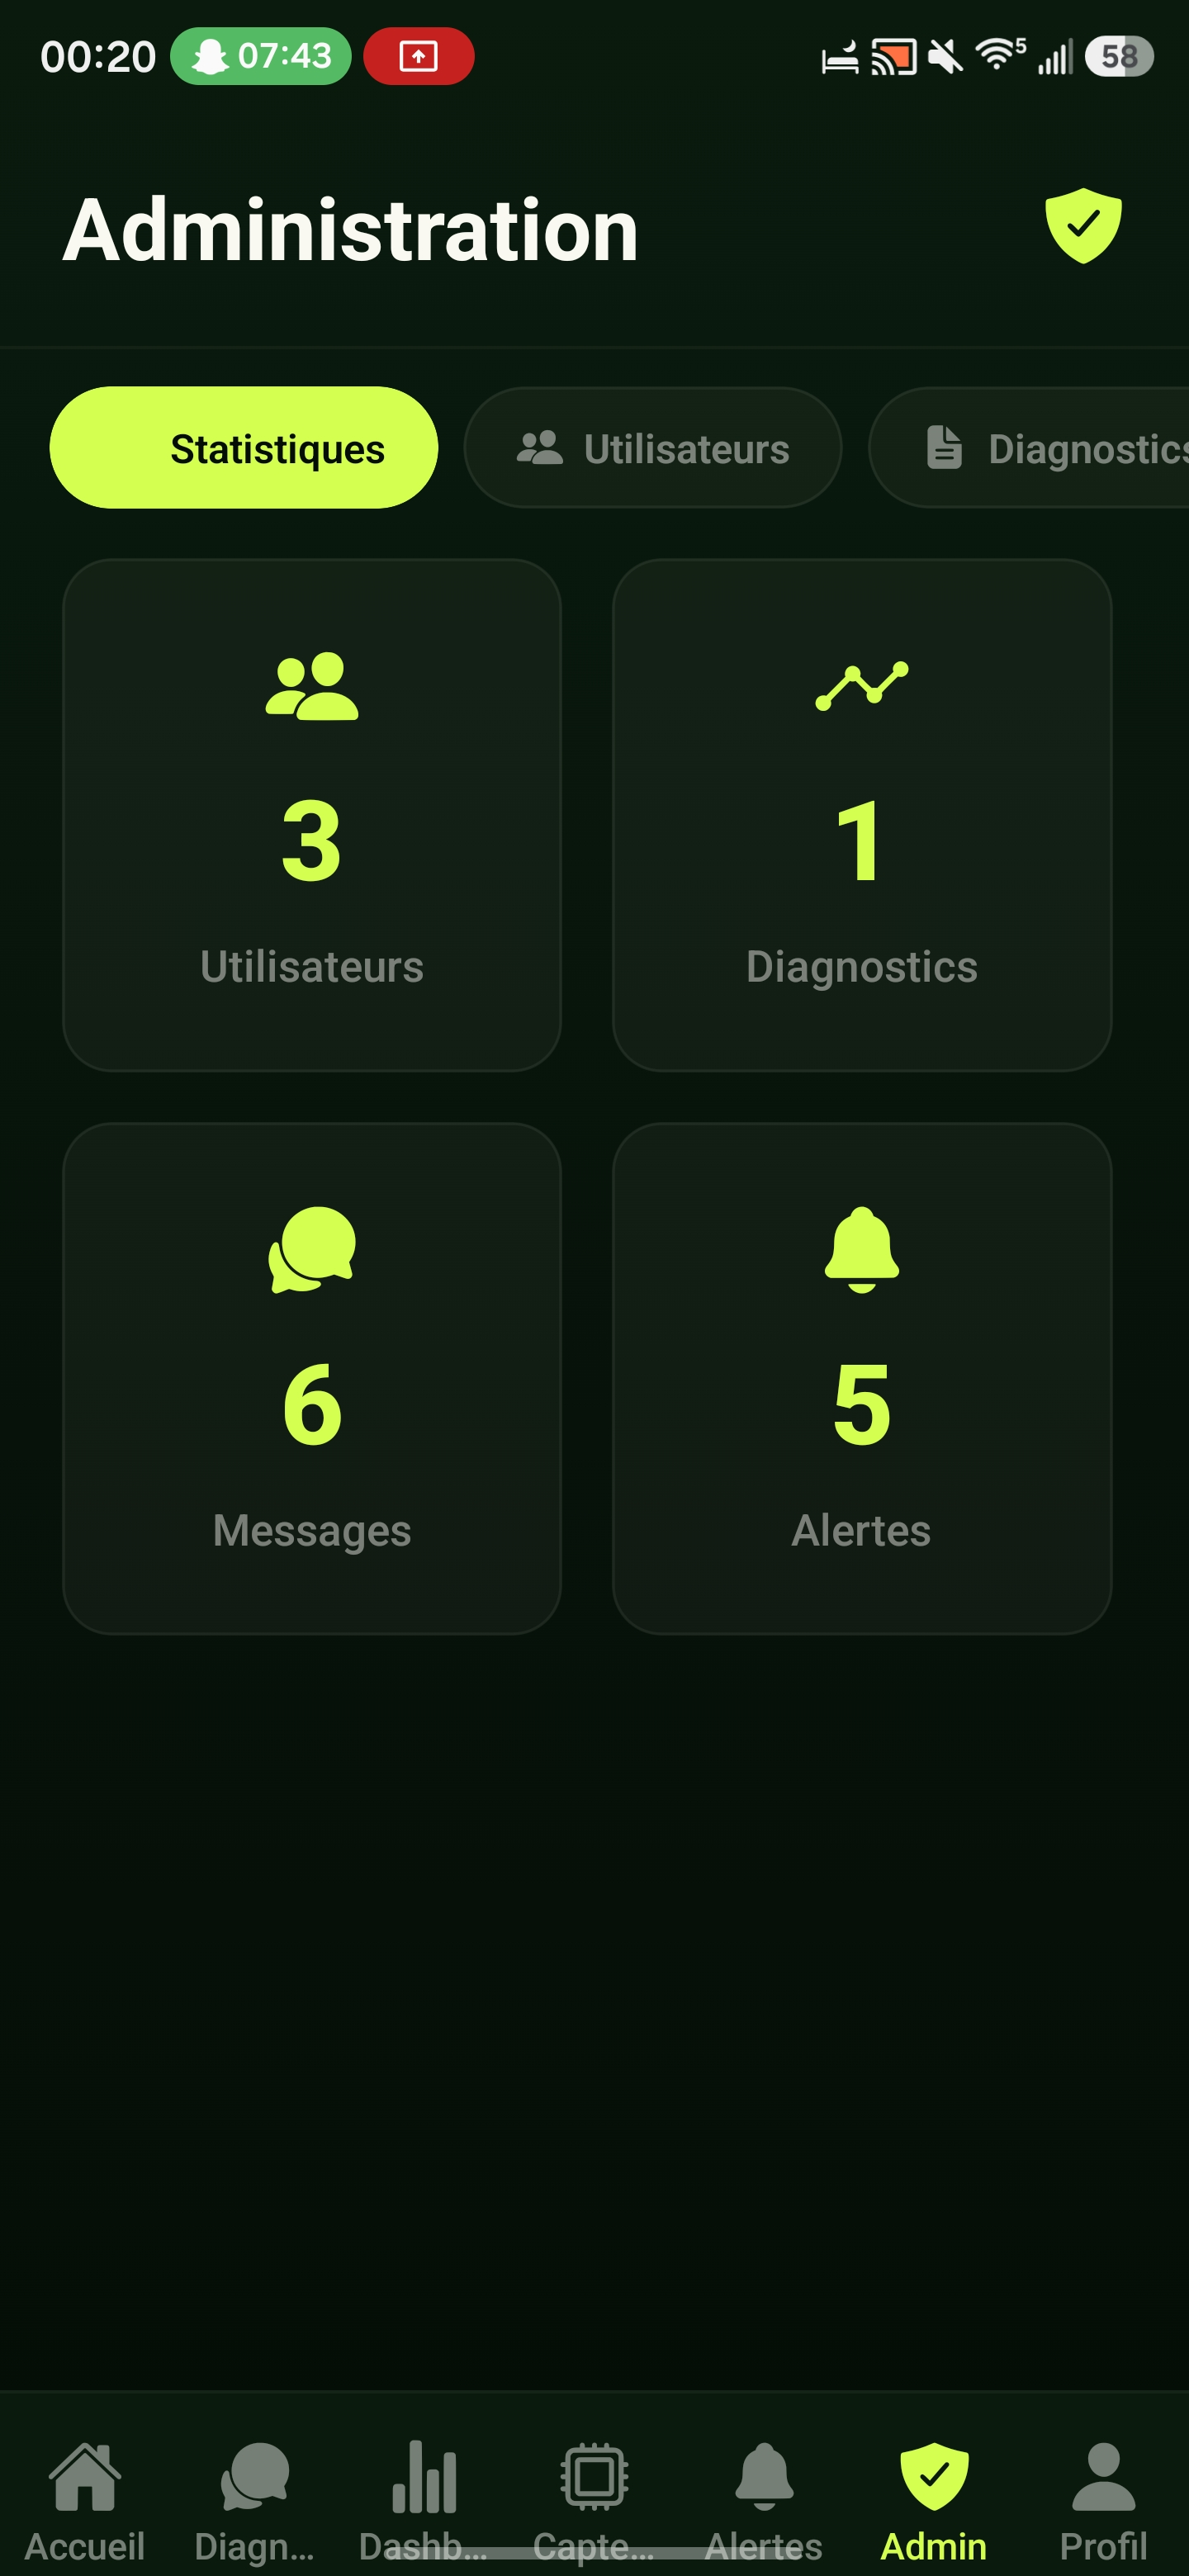 00:20 07:43 5 58
Administration
Statistiques Utilisateurs Diagnostics
3 1
Utilisateurs Diagnostics
6 5
Messages Alertes
Accueil Diagn... Dashb... Capte... Alertes Admin Profil